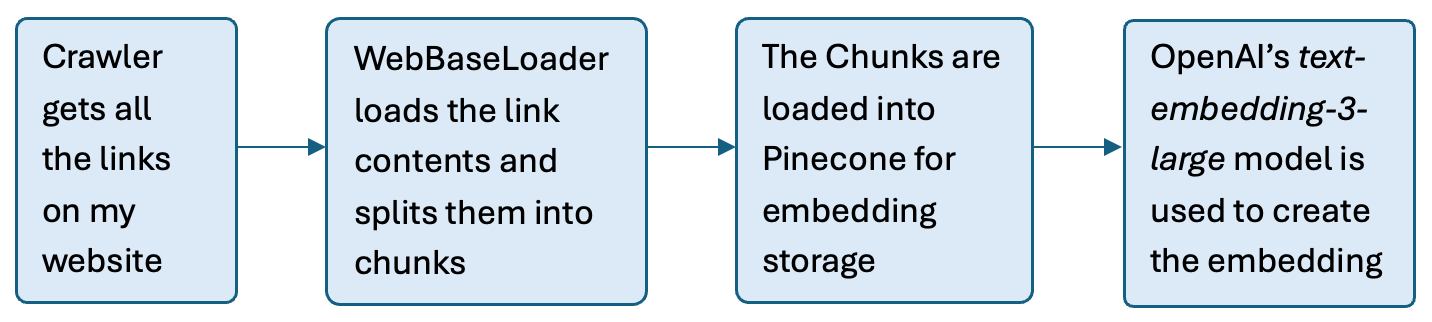 Crawler
gets all
the links
on my
website
WebBaseLoader
loads the link
contents and
splits them into
chunks
The Chunks are
loaded into
Pinecone for
embedding
storage
OpenAI’s text-
embedding-3-
large model is
used to create
the embedding